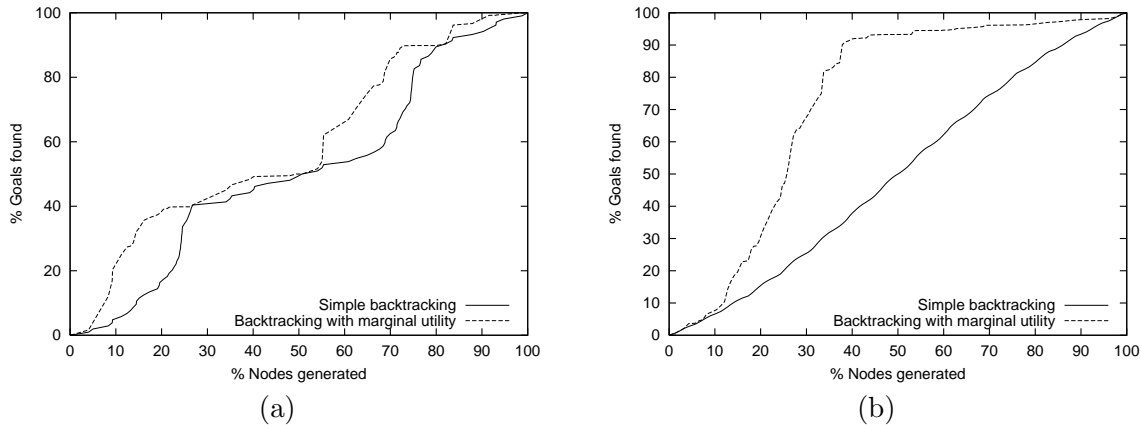 100
80
60
40
20
0
% Goals found
Simple backtracking
Backtracking with marginal utility
0 10 20 30 40 50 60 70 80 90 100
% Nodes generated
(a)
100
90
80
70
60
50
40
30
20
10
0
% Goals found
Simple backtracking
Backtracking with marginal utility
0 10 20 30 40 50 60 70 80 90 100
% Nodes generated
(b)